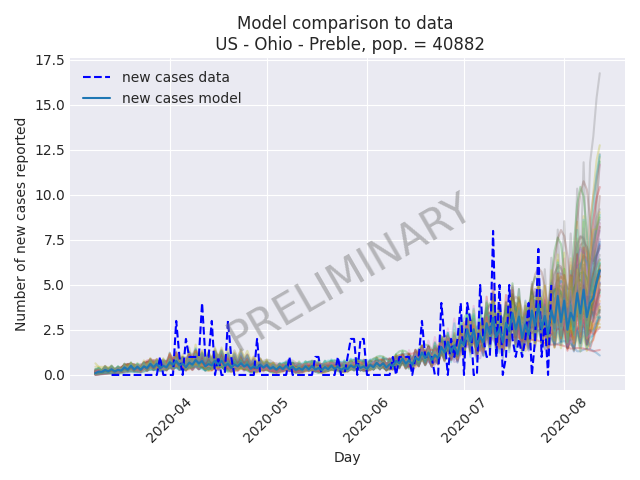 Model comparison to data
US - Ohio - Preble, pop. = 40882
17.5
15.0
12.5
10.0
7.5
5.0
2.5
0.0
Number of new cases reported
new cases data
new cases model
PRELIMINARY
2020-04
2020-05
2020-06
2020-07
2020-08
Day